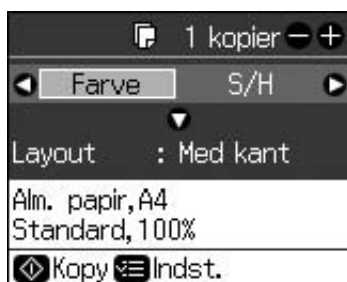 1 kopier
Farve S/H
Layout : Med kant
Alm. papir, A4
Standard, 100%
Kopy Indst.